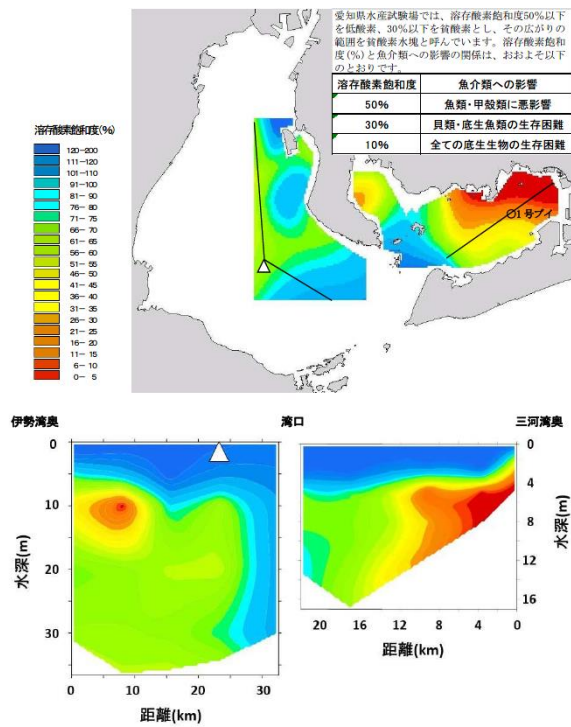 愛知県水産試験場では、溶存酸素飽和度50%以下
を低酸素、30%以下を貧酸素とし、その広がりの
範囲を貧酸素水塊と呼んでいます。溶存酸素飽和
度(%)と魚介類への影響の関係は、おおよそ以下
のとおりです。
溶存酸素飽和度 魚介類への影響
50% 魚類・甲殻類に悪影響
30% 貝類・底生魚類の生存困難
10% 全ての底生生物の生存困難
溶存酸素飽和度(%)
120-200
111-120
101-110
91-100
81-90
76-80
71-75
66-70
61-65
56-60
51-55
46-50
41-45
36-40
31-35
26-30
21-25
16-20
11-15
6-10
0-5
1号ブイ
伊勢湾奥 湾口 三河湾奥
0
10
20
30
水深(m)
0 10 20 30
距離(km)
0
4
8
12
16
水深(m)
20 16 12 8 4 0
距離(km)